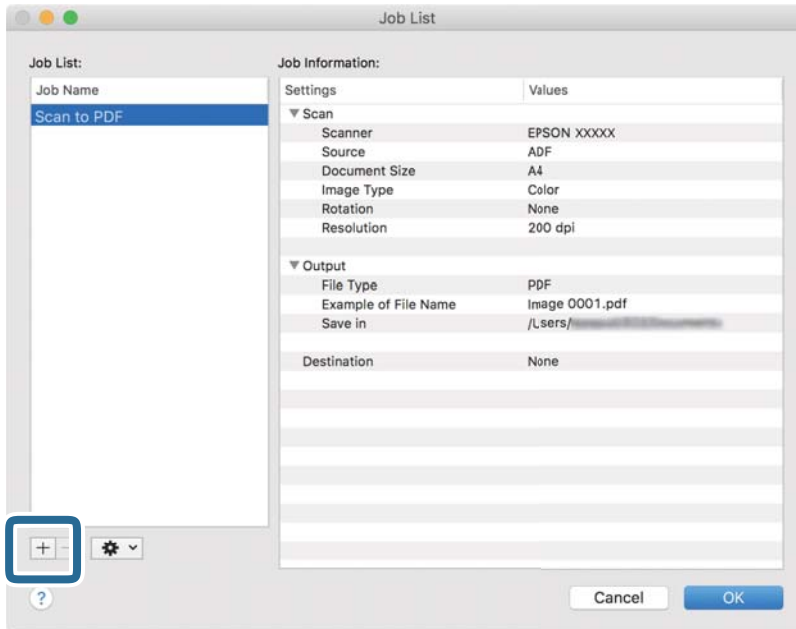 Job List
Job List:
Job Information:
Job Name
Scan to PDF
Settings Values
Scan
Scanner EPSON XXXXX
Source ADF
Document Size A4
Image Type Color
Rotation None
Resolution 200 dpi
Output
File Type PDF
Example of File Name Image 0001.pdf
Save in /Users/
Destination None
+ −
?
Cancel OK